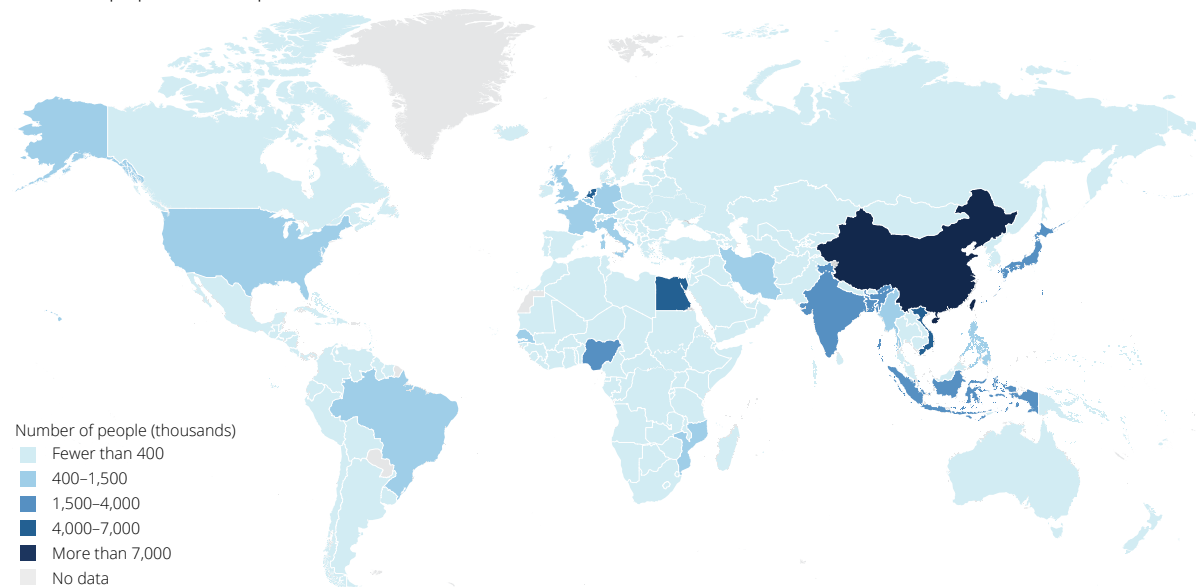 Number of people (thousands)
Fewer than 400
400–1,500
1,500–4,000
4,000–7,000
More than 7,000
No data